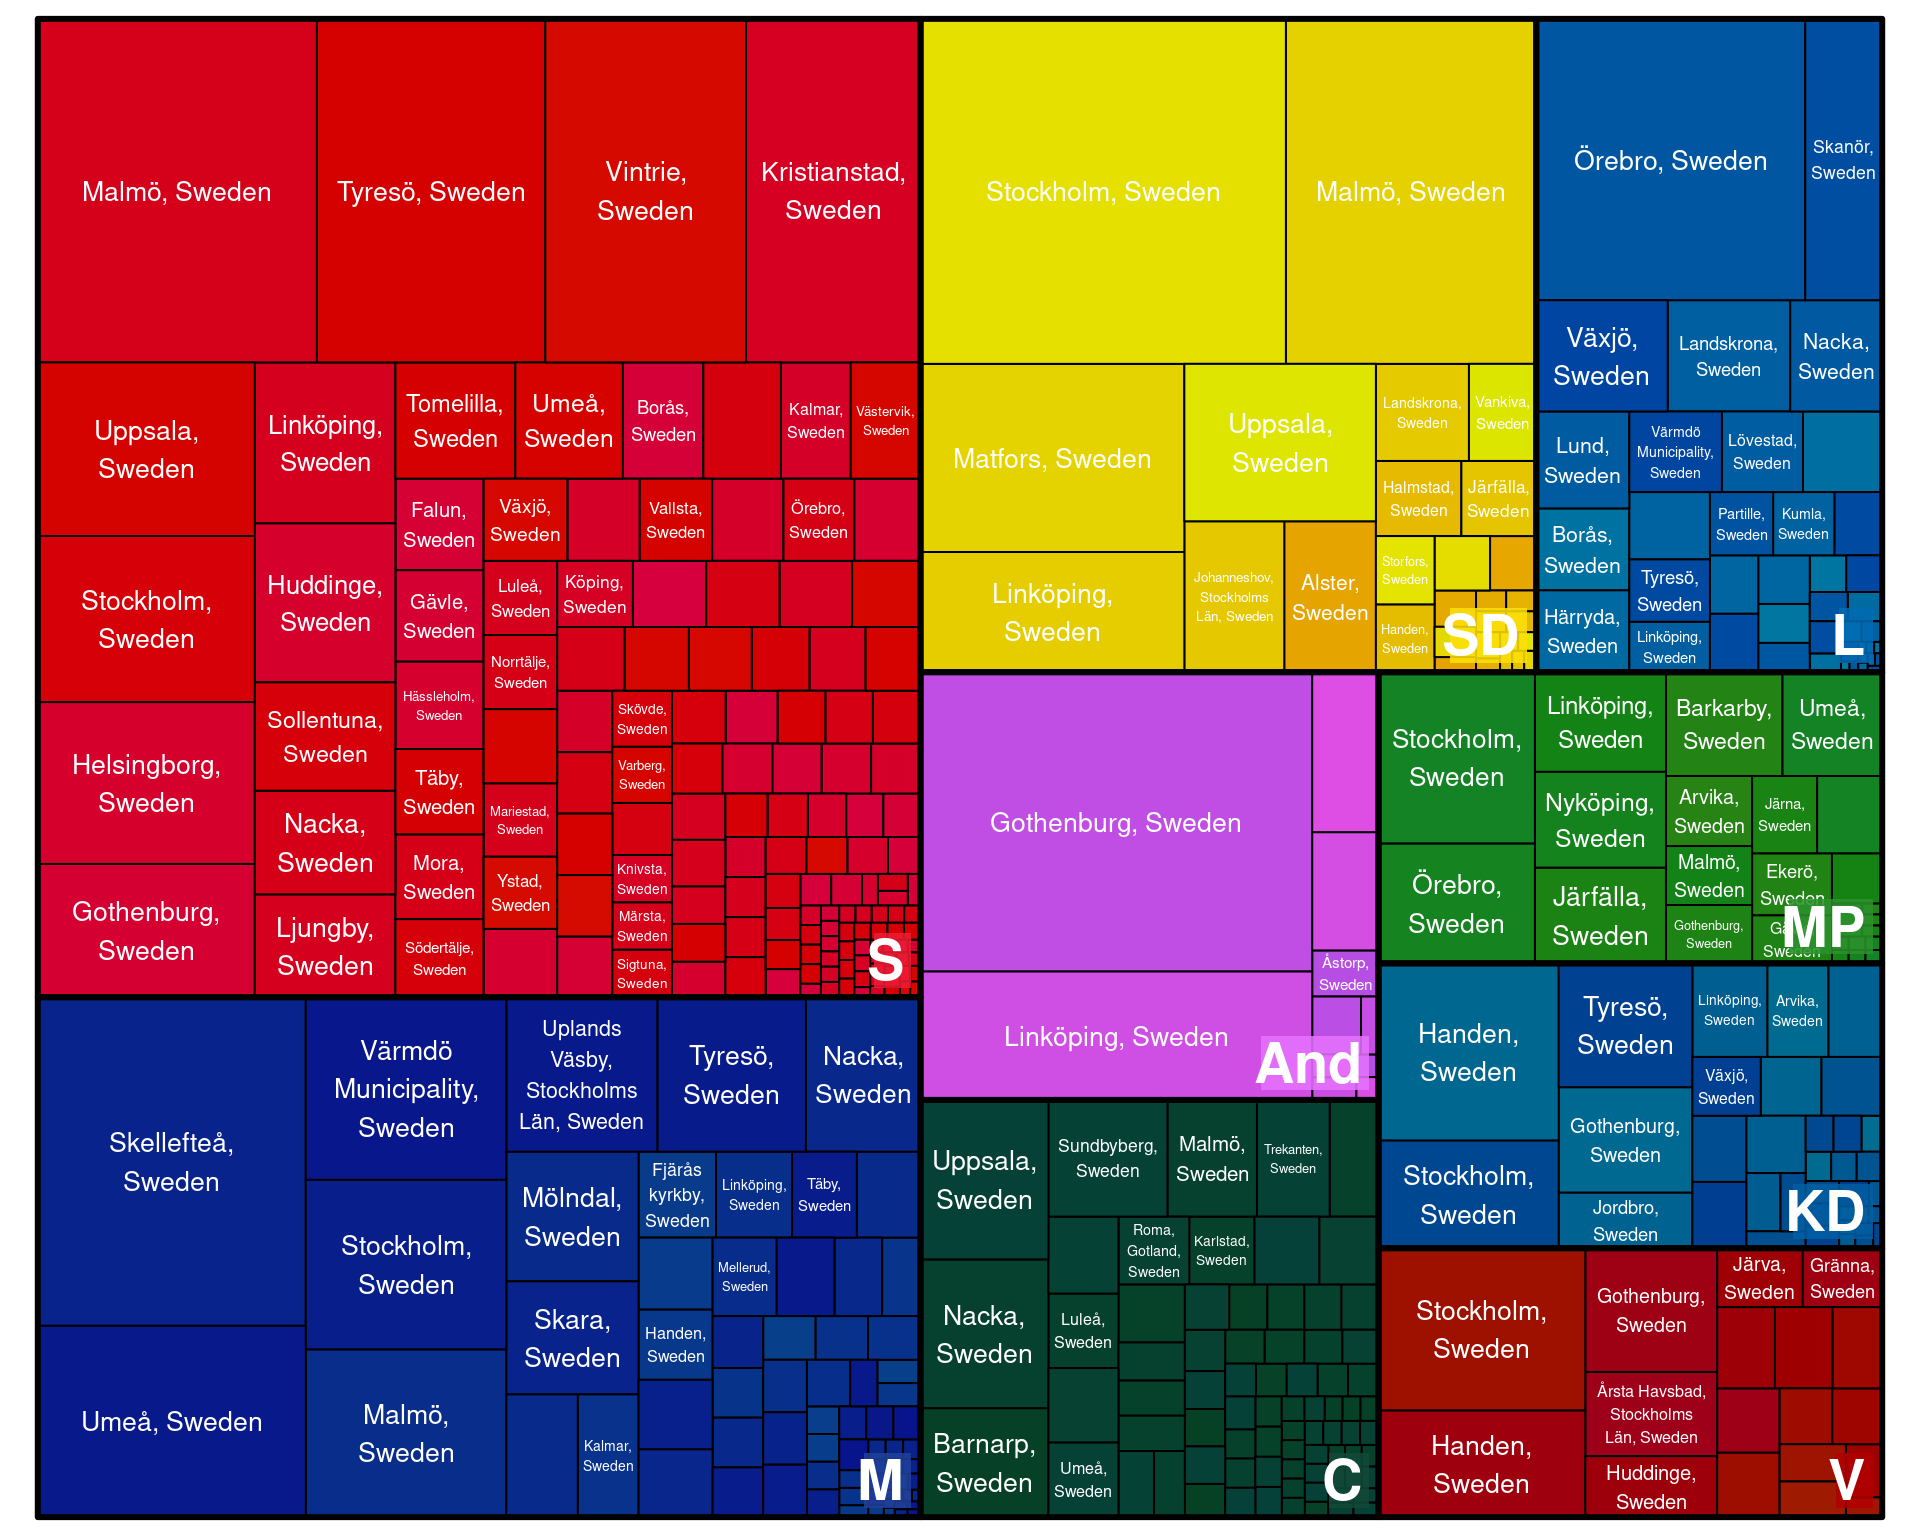 Malmö, Sweden
Tyresö, Sweden
Vintrie,
Sweden
Kristianstad,
Sweden
Uppsala,
Sweden
Stockholm,
Sweden
Helsingborg,
Sweden
Gothenburg,
Sweden
Linköping,
Sweden
Huddinge,
Sweden
Sollentuna,
Sweden
Nacka,
Sweden
Ljungby,
Sweden
Tomelilla,
Sweden
Umeå,
Sweden
Borås,
Sweden
Kalmar,
Sweden
Västervik,
Sweden
Falun,
Sweden
Gävle,
Sweden
Hässleholm,
Sweden
Täby,
Sweden
Mora,
Sweden
Södertälje,
Sweden
Växjö,
Sweden
Vallsta,
Sweden
Örebro,
Sweden
Luleå,
Sweden
Köping,
Sweden
Norrtälje,
Sweden
Mariestad,
Sweden
Ystad,
Sweden
Skövde,
Sweden
Varberg,
Sweden
Knivsta,
Sweden
Märsta,
Sweden
Sigtuna,
Sweden
S
Skellefteå,
Sweden
Umeå, Sweden
Värmdö
Municipality,
Sweden
Stockholm,
Sweden
Malmö,
Sweden
Uplands
Väsby,
Stockholms
Län, Sweden
Tyresö,
Sweden
Nacka,
Sweden
Mölndal,
Sweden
Skara,
Sweden
Kalmar,
Sweden
Fjärås
kyrkby,
Sweden
Linköping,
Sweden
Täby,
Sweden
Mellerud,
Sweden
Handen,
Sweden
M
Stockholm, Sweden
Malmö, Sweden
Matfors, Sweden
Linköping,
Sweden
Uppsala,
Sweden
Johanneshov,
Stockholms
Län, Sweden
Alster,
Sweden
Landskrona,
Sweden
Vankiva,
Sweden
Halmstad,
Sweden
Järfälla,
Sweden
Storfors,
Sweden
Handen,
Sweden
SD
Gothenburg, Sweden
Linköping, Sweden
Åstorp,
Sweden
And
Uppsala,
Sweden
Nacka,
Sweden
Barnarp,
Sweden
Sundbyberg,
Sweden
Malmö,
Sweden
Trekanten,
Sweden
Roma,
Gotland,
Sweden
Karlstad,
Sweden
Luleå,
Sweden
Umeå,
Sweden
C
Örebro, Sweden
Skanör,
Sweden
Växjö,
Sweden
Landskrona,
Sweden
Nacka,
Sweden
Lund,
Sweden
Borås,
Sweden
Härryda,
Sweden
Värmdö
Municipality,
Sweden
Lövestad,
Sweden
Partille,
Sweden
Kumla,
Sweden
Tyresö,
Sweden
Linköping,
Sweden
L
Stockholm,
Sweden
Örebro,
Sweden
Linköping,
Sweden
Nyköping,
Sweden
Järfälla,
Sweden
Barkarby,
Sweden
Umeå,
Sweden
Arvika,
Sweden
Järna,
Sweden
Malmö,
Sweden
Gothenburg,
Sweden
Ekerö,
Sweden
Sweden
MP
Handen,
Sweden
Stockholm,
Sweden
Tyresö,
Sweden
Gothenburg,
Sweden
Jordbro,
Sweden
Linköping,
Sweden
Arvika,
Sweden
Växjö,
Sweden
KD
Stockholm,
Sweden
Handen,
Sweden
Gothenburg,
Sweden
Årsta Havsbad,
Stockholms
Län, Sweden
Huddinge,
Sweden
Järva,
Sweden
Gränna,
Sweden
V